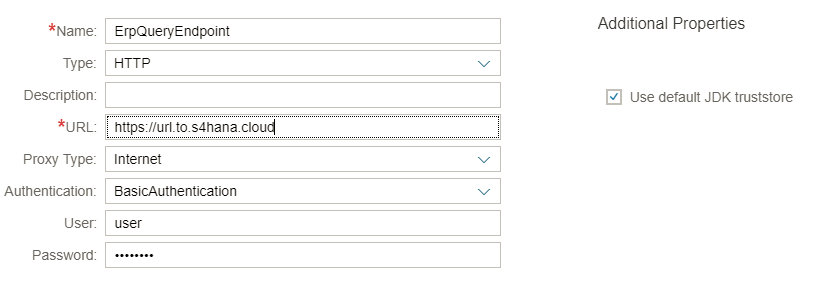 *Name: ErpQueryEndpoint
Additional Properties
Type: HTTP
Description:
Use default JDK truststore
*URL: https://url.to.s4hana.cloud
Proxy Type: Internet
Authentication: BasicAuthentication
User: user
Password: ••••••••